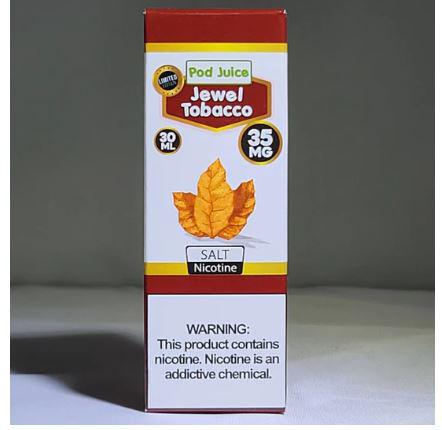 LIMITED
Pod Juice
Jewel
Tobacco
30
ML
35
MG
SALT
Nicotine
WARNING:
This product contains
nicotine. Nicotine is an
addictive chemical.